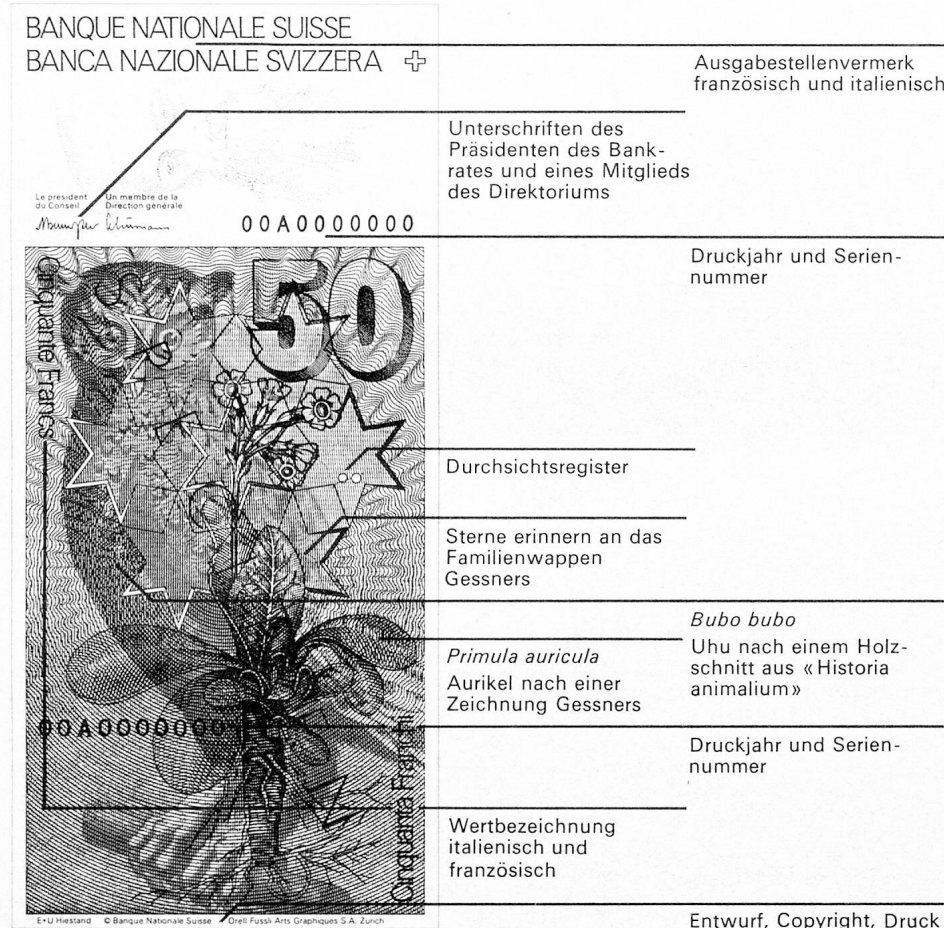 BANQUE NATIONALE SUISSE
BANCA NAZIONALE SVIZZERA
Ausgabestellenvermerk
französisch und italienisch
Unterschriften des
Präsidenten des Bank-
rates und eines Mitglieds
des Direktoriums
Le président
du Conseil
Un membre de la
Direction générale
00A0000000
Druckjahr und Serien-
nummer
50
Cinquante Francs
Durchsichtsregister
Sterne erinnern an das
Familienwappen
Gessners
Bubo bubo
Uhu nach einem Holz-
schnitt aus «Historia
animalium»
Primula auricula
Aurikel nach einer
Zeichnung Gessners
00A0000000
Druckjahr und Serien-
nummer
Cinquanta Franchi
Wertbezeichnung
italienisch und
französisch
E+U Hiestand © Banque Nationale Suisse Orell Füssli Arts Graphiques S.A. Zurich
Entwurf, Copyright, Druck